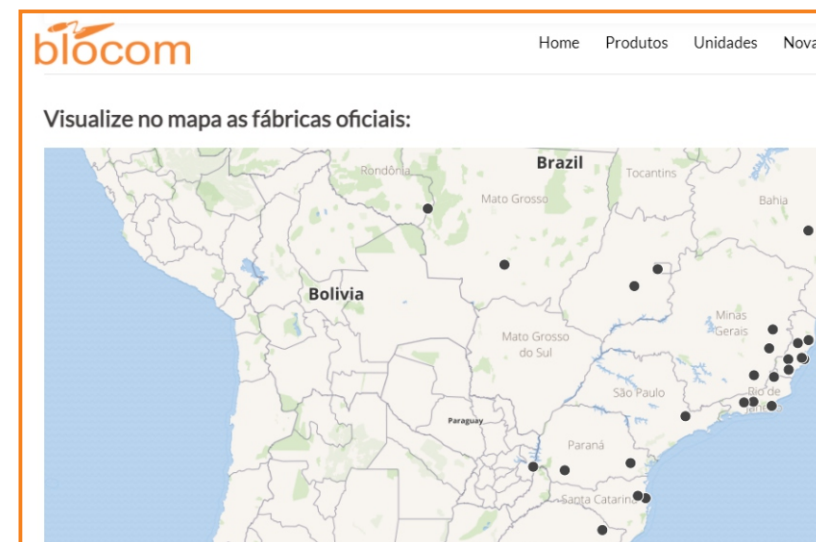 blocom
Home Produtos Unidades Nova
Visualize no mapa as fábricas oficiais:
Brazil
Rondônia
Tocantins
Mato Grosso
Bahia
Bolivia
Minas
Gerais
Mato Grosso
do Sul
São Paulo
Rio de
Paraguay
Paraná
Santa Catarina